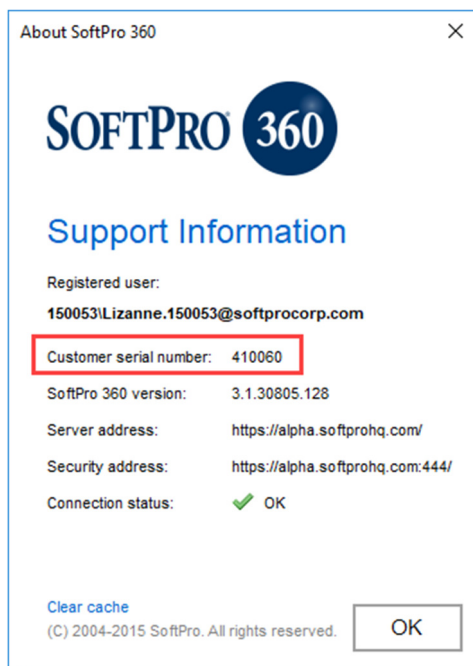 About SoftPro 360
SOFTPRO 360
Support Information
Registered user:
150053\Lizanne.150053@softprocorp.com
Customer serial number: 410060
SoftPro 360 version: 3.1.30805.128
Server address: https://alpha.softprohq.com/
Security address: https://alpha.softprohq.com:444/
Connection status: OK
Clear cache
(C) 2004-2015 SoftPro. All rights reserved.
OK